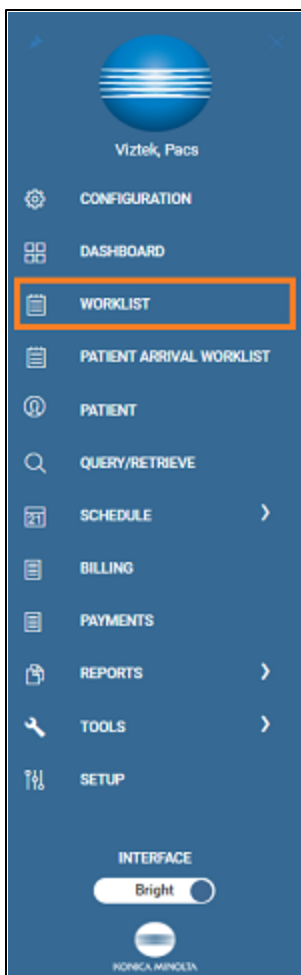 Viztek, Pacs
CONFIGURATION
DASHBOARD
WORKLIST
PATIENT ARRIVAL WORKLIST
PATIENT
QUERY/RETRIEVE
21 SCHEDULE
BILLING
PAYMENTS
REPORTS
TOOLS
SETUP
INTERFACE
Bright
KONICA MINOLTA